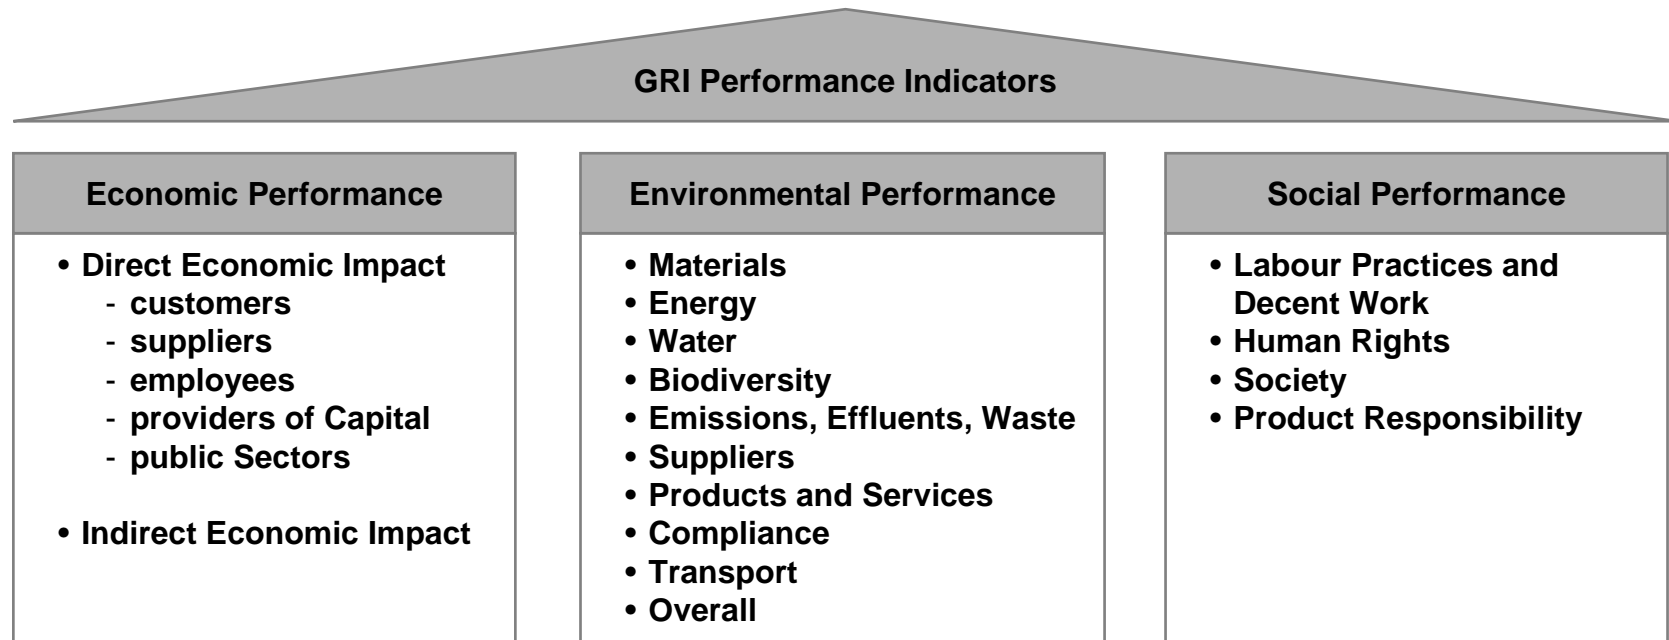 GRI Performance Indicators
Economic Performance
• Direct Economic Impact
- customers
- suppliers
- employees
- providers of Capital
- public Sectors
• Indirect Economic Impact
Environmental Performance
• Materials
• Energy
• Water
• Biodiversity
• Emissions, Effluents, Waste
• Suppliers
• Products and Services
• Compliance
• Transport
• Overall
Social Performance
• Labour Practices and
Decent Work
• Human Rights
• Society
• Product Responsibility